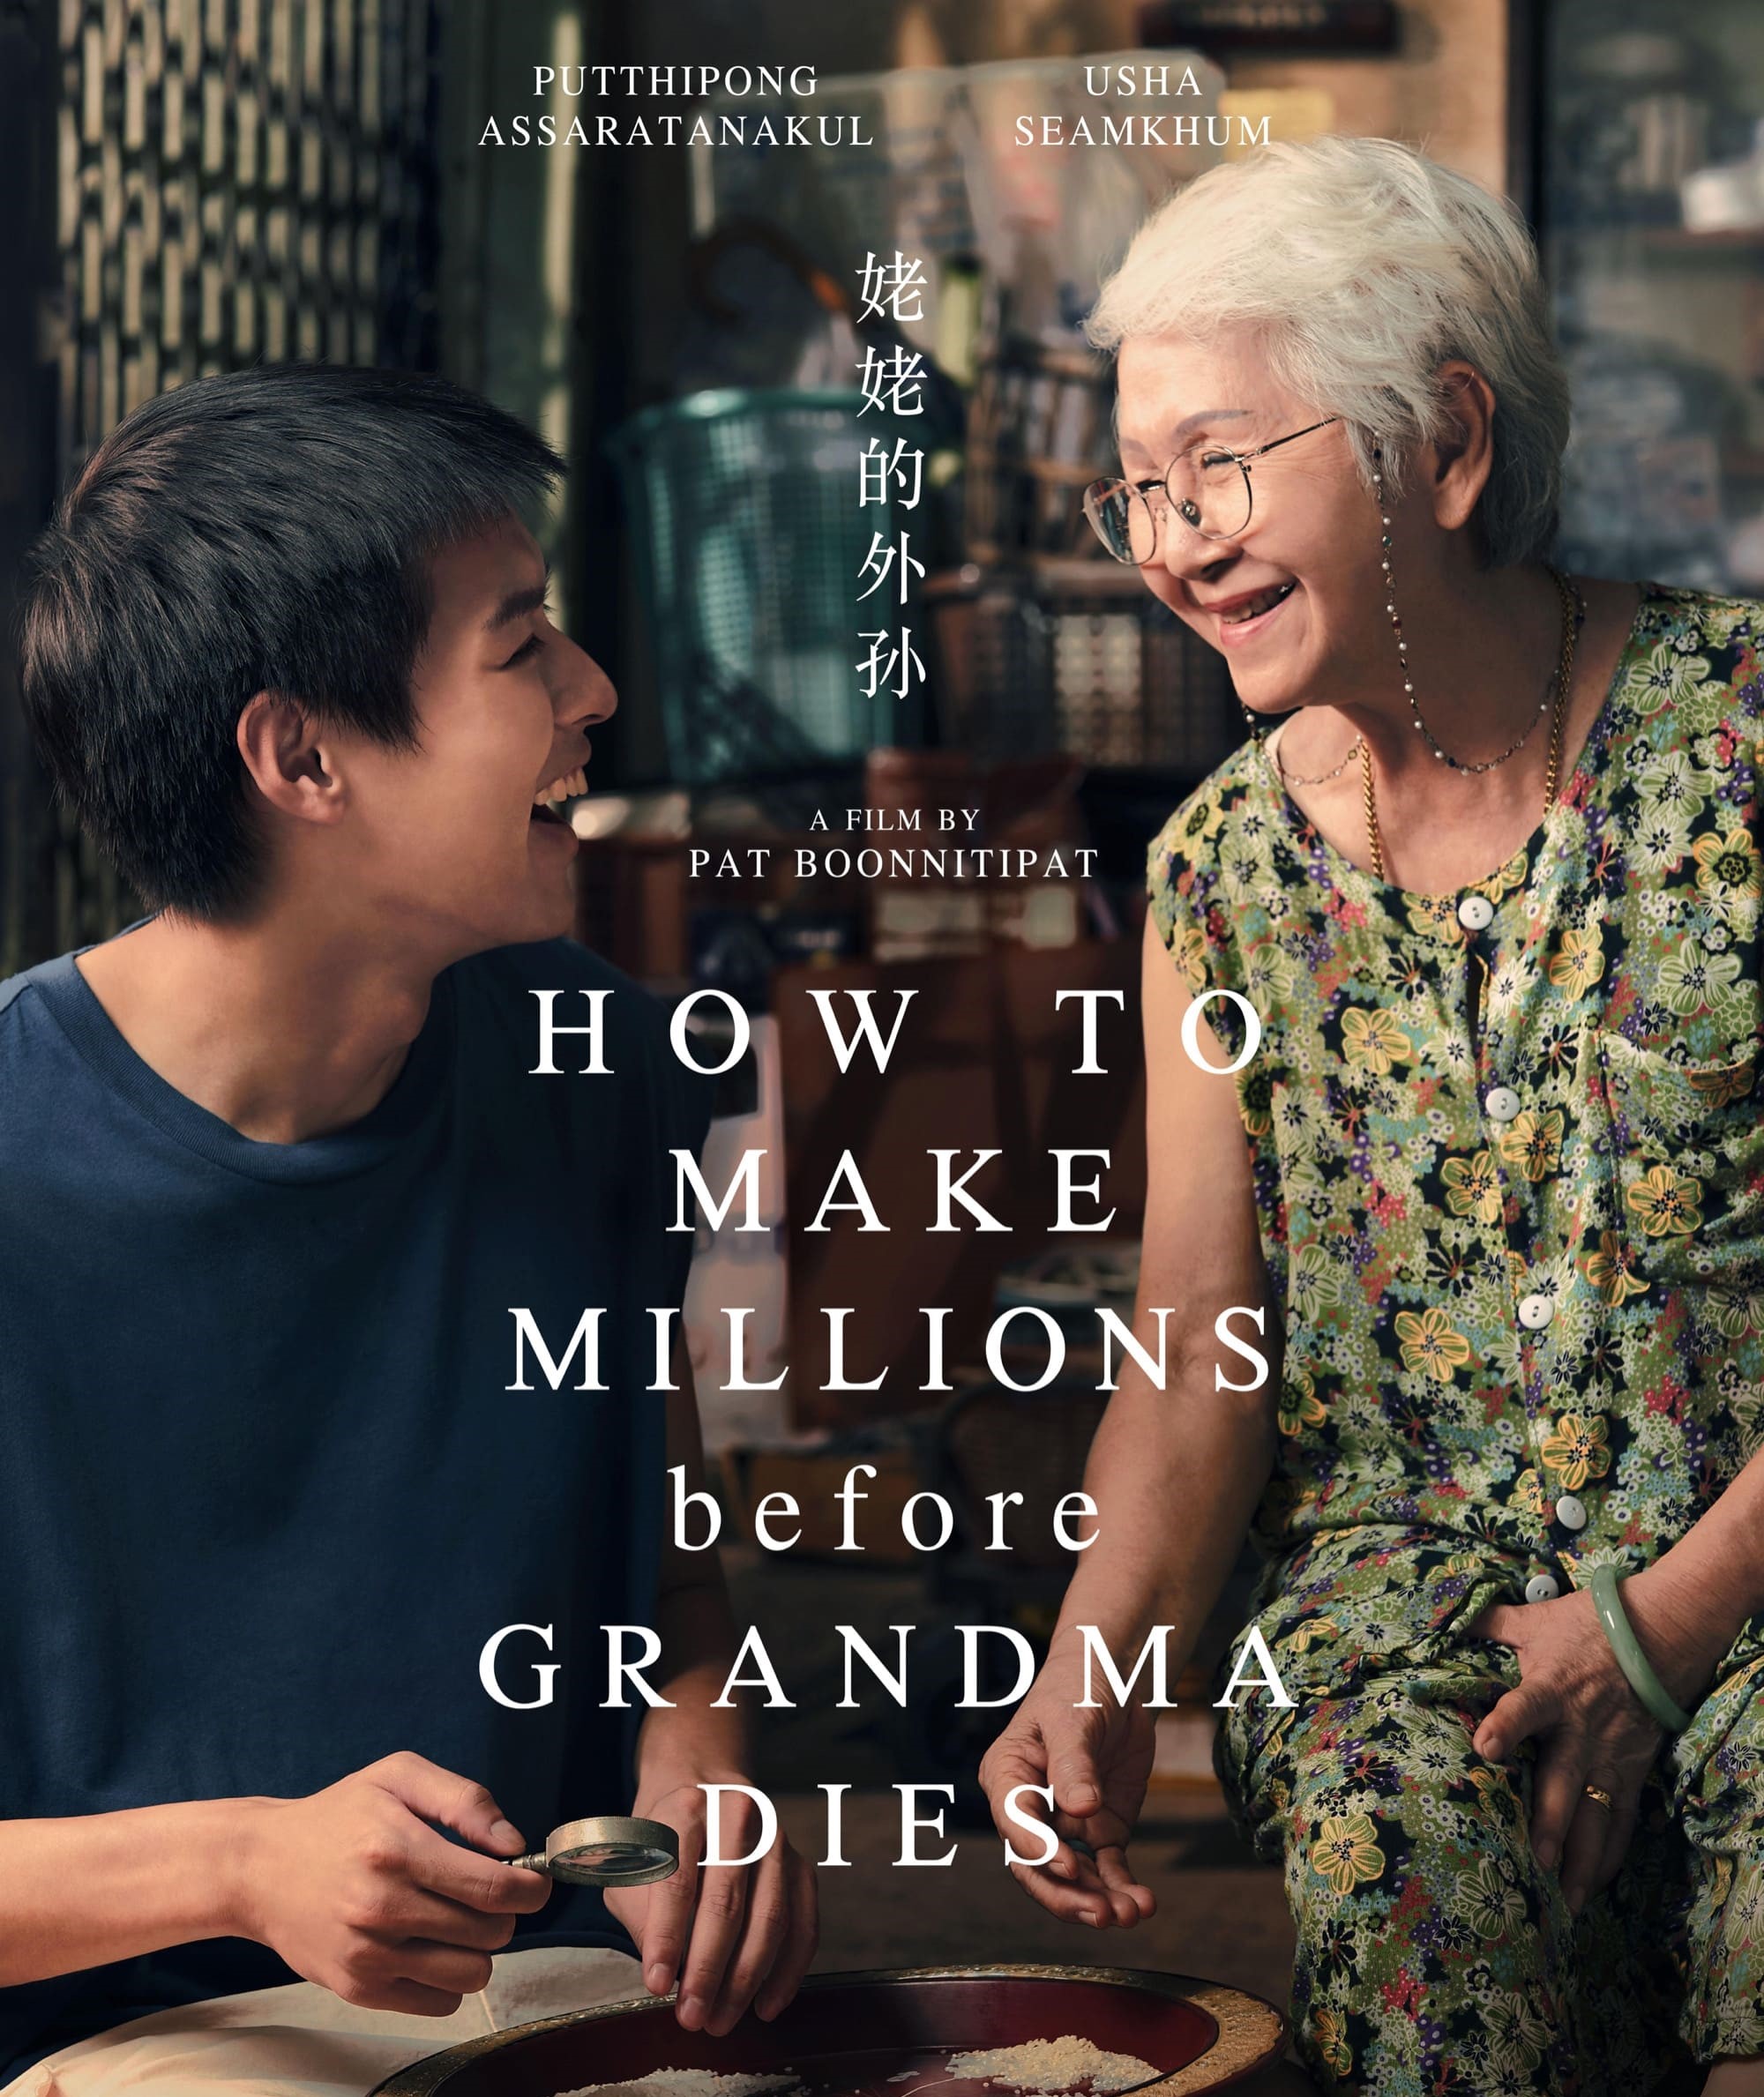 PUTTHIPONG
ASSARATANAKUL
USHA
SEAMKHUM
姥姥的外孙
A FILM BY
PAT BOONNITIPAT
HOW TO
MAKE
MILLIONS
before
GRANDMA
DIES